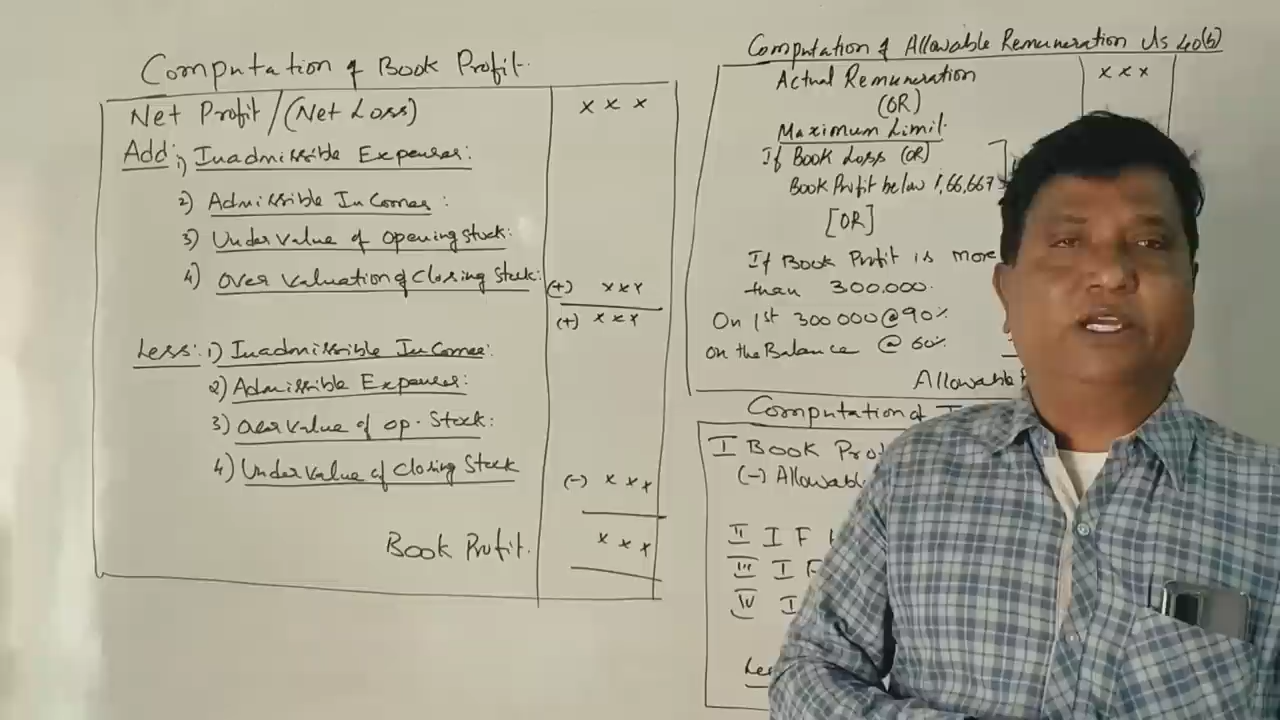 Computation of Book Profit.
Net Profit/(Net Loss) x x x
Add: 1) Inadmissible Expenses:
2) Admissible Incomes:
3) Under value of opening stock:
4) Over valuation of Closing Stock: (+) x x x
(+) x x x
Less: 1) Inadmissible Incomes:
2) Admissible Expenses:
3) Over value of op. Stock:
4) Under value of Closing Stock (-) x x x
Book Profit. x x x
Computation of Allowable Remuneration U/s 40(b)
Actual Remuneration x x x
(OR)
Maximum Limit.
If Book Loss (OR)
Book Profit below 1,66,667
[OR]
If Book Profit is more
than 300,000.
On 1st 300 000 @ 90%
On the Balance @ 60%
Allowable
Computation of
I Book
(-) Allowable
II I F
III I F
IV I